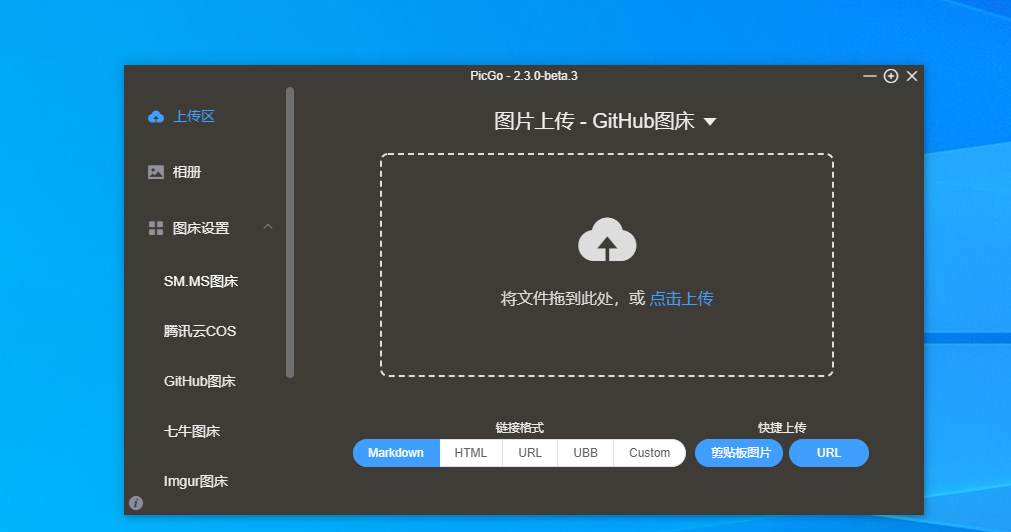 PicGo - 2.3.0-beta.3
上传区
相册
图床设置
SM.MS图床
腾讯云COS
GitHub图床
七牛图床
Imgur图床
图片上传 - GitHub图床
将文件拖到此处，或 点击上传
链接格式
Markdown HTML URL UBB Custom
快捷上传
剪贴板图片 URL